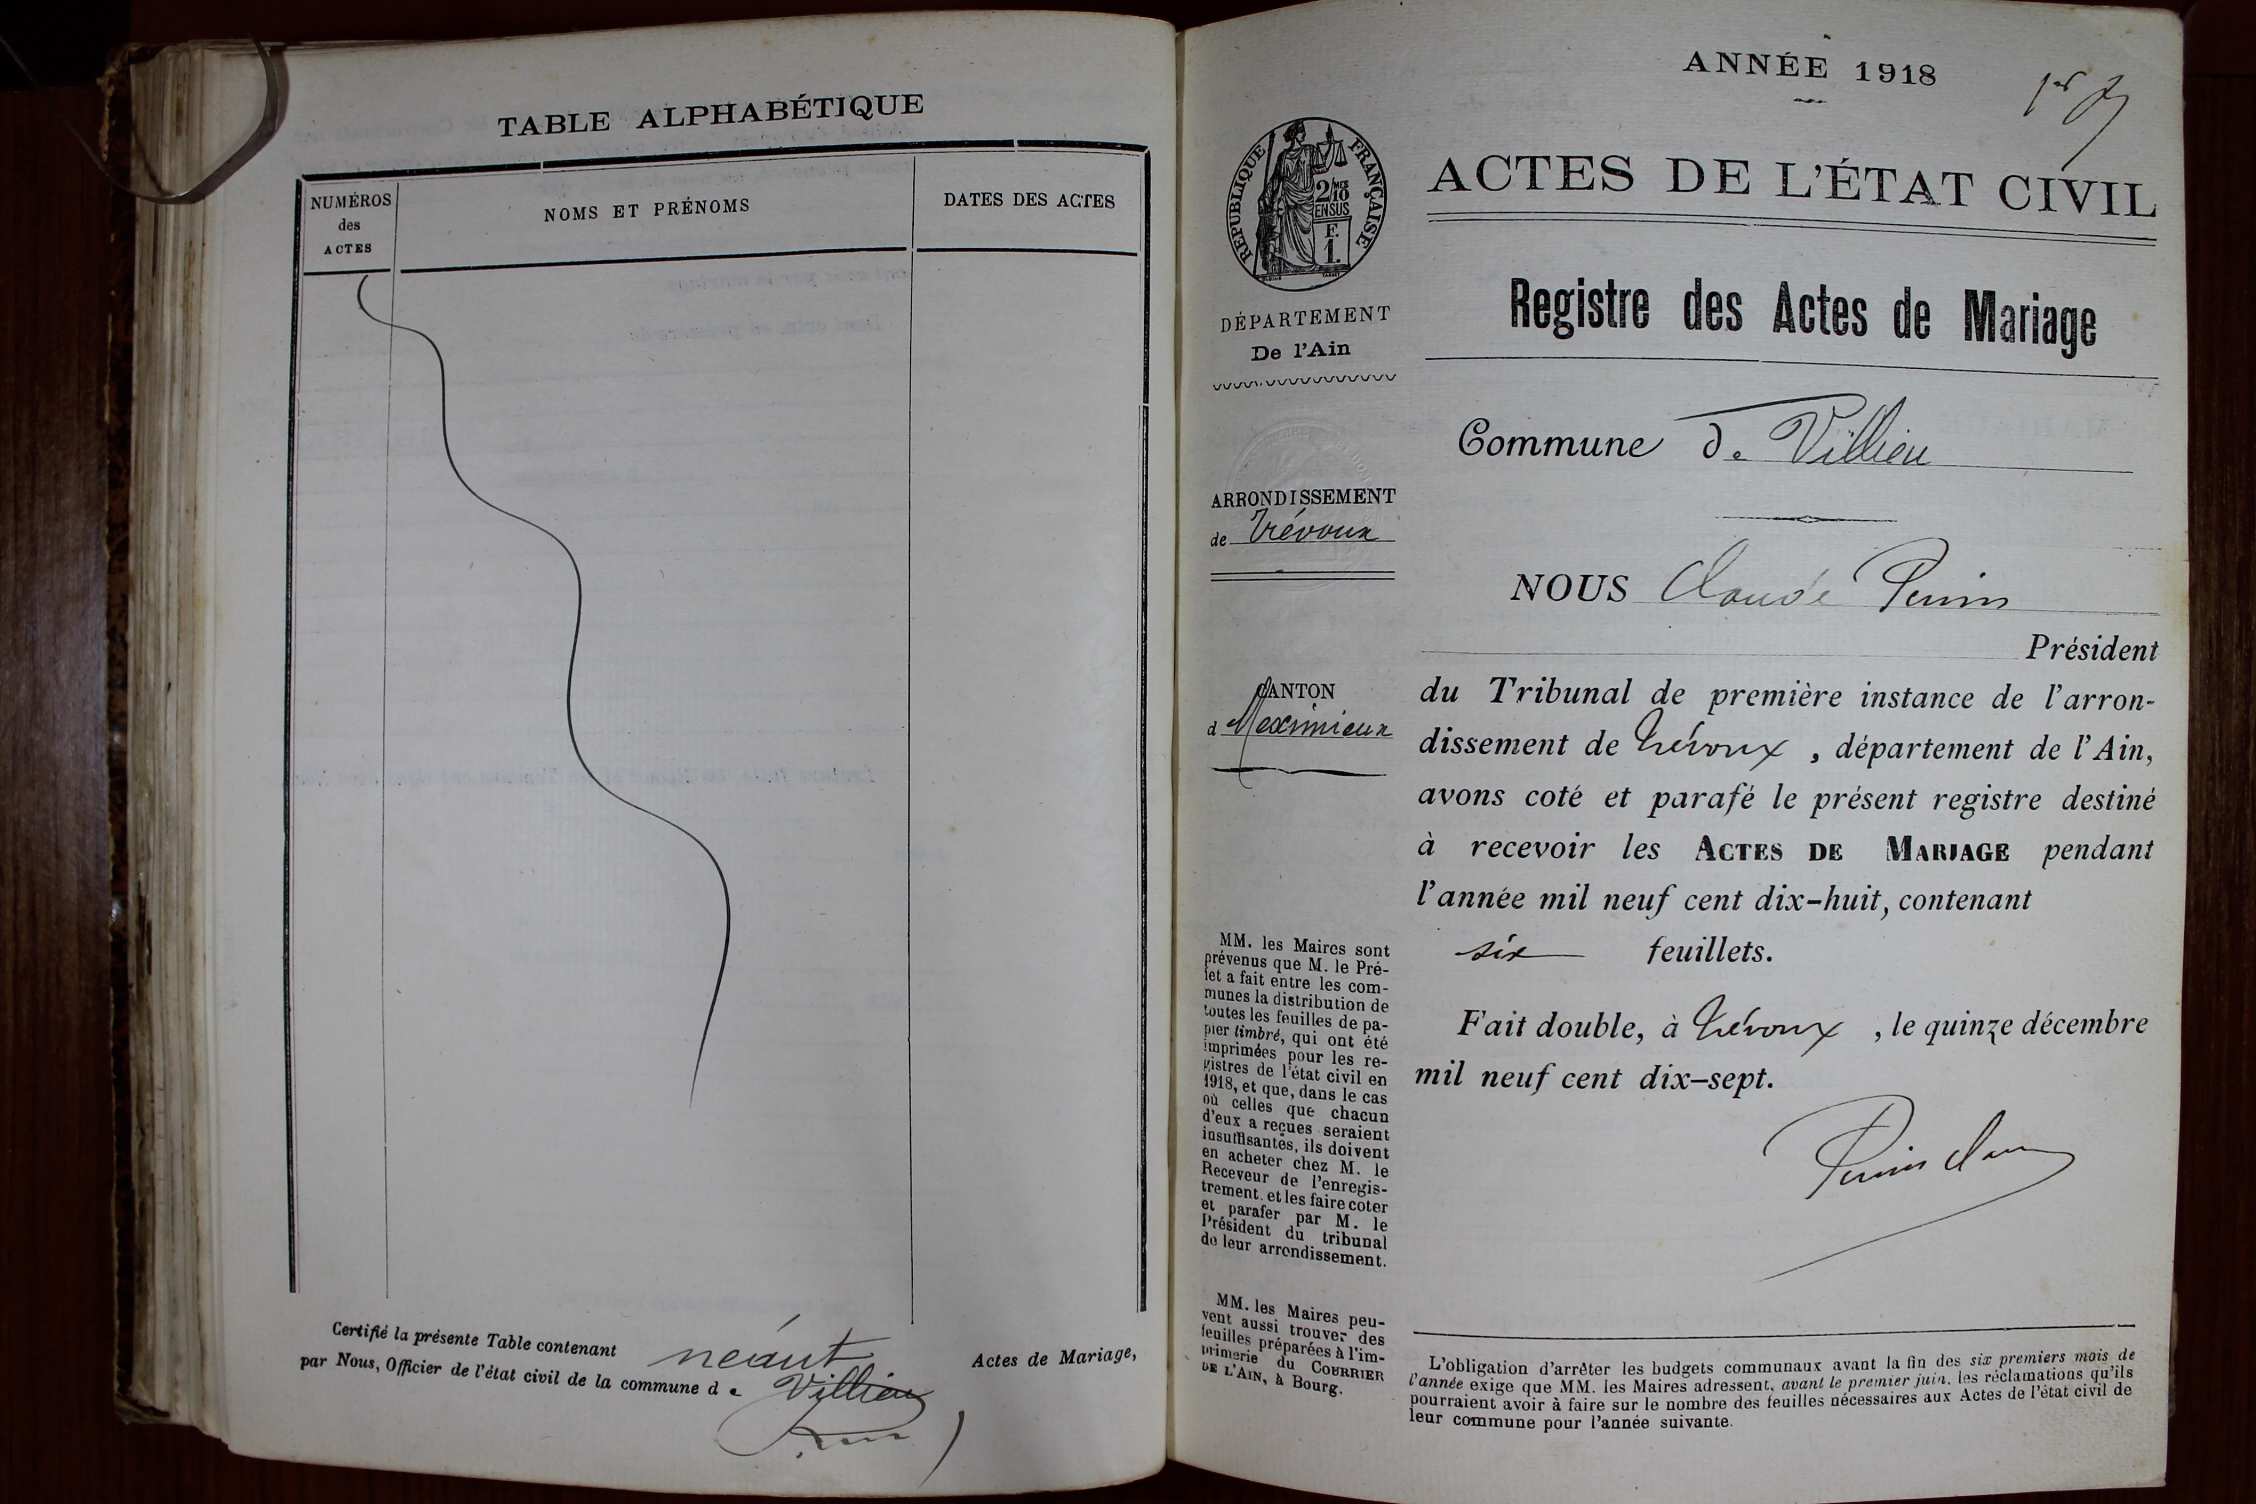 TABLE ALPHABÉTIQUE
NUMÉROS
des
ACTES
NOMS ET PRÉNOMS
DATES DES ACTES
Certifié la présente Table contenant néant Actes de Mariage,
par Nous, Officier de l'état civil de la commune de Villieu
ANNÉE 1918
1er
RÉPUBLIQUE FRANÇAISE
2/10 MES
EN SUS
F.
1.
ACTES DE L'ÉTAT CIVIL
Registre des Actes de Mariage
DÉPARTEMENT
De l'Ain
Commune de Villieu
ARRONDISSEMENT
de Trévoux
NOUS Claude Perrin
Président
CANTON
d Meximieux
du Tribunal de première instance de l'arron-
dissement de Trévoux, département de l'Ain,
avons coté et parafé le présent registre destiné
à recevoir les ACTES DE MARIAGE pendant
l'année mil neuf cent dix-huit, contenant
six feuillets.
Fait double, à Trévoux, le quinze décembre
mil neuf cent dix-sept.
Perrin Claude
MM. les Maires sont
prévenus que M. le Pré-
fet a fait entre les com-
munes la distribution de
toutes les feuilles de pa-
pier timbré, qui ont été
imprimées pour les re-
gistres de l'état civil en
1918, et que, dans le cas
où celles que chacun
d'eux a reçues seraient
insuffisantes, ils doivent
en acheter chez M. le
Receveur de l'enregis-
trement. et les faire coter
et parafer par M. le
Président du tribunal
de leur arrondissement.
MM. les Maires peu-
vent aussi trouver des
feuilles préparées à l'im-
primerie du COURRIER
DE L'AIN, à Bourg.
L'obligation d'arrêter les budgets communaux avant la fin des six premiers mois de
l'année exige que MM. les Maires adressent, avant le premier juin, les réclamations qu'ils
pourraient avoir à faire sur le nombre des feuilles nécessaires aux Actes de l'état civil de
leur commune pour l'année suivante.